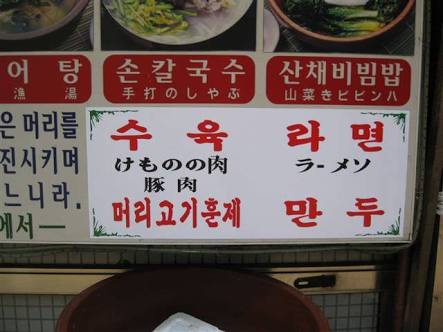 어탕 손칼국수 산채비빔밥
漁湯 手打のしゃぶ 山菜きビビンハ
은 머리를
진시키며
느니라.
에서—
수육 라면
けものの肉 ラーメソ
豚肉
머리고기훈제 만두